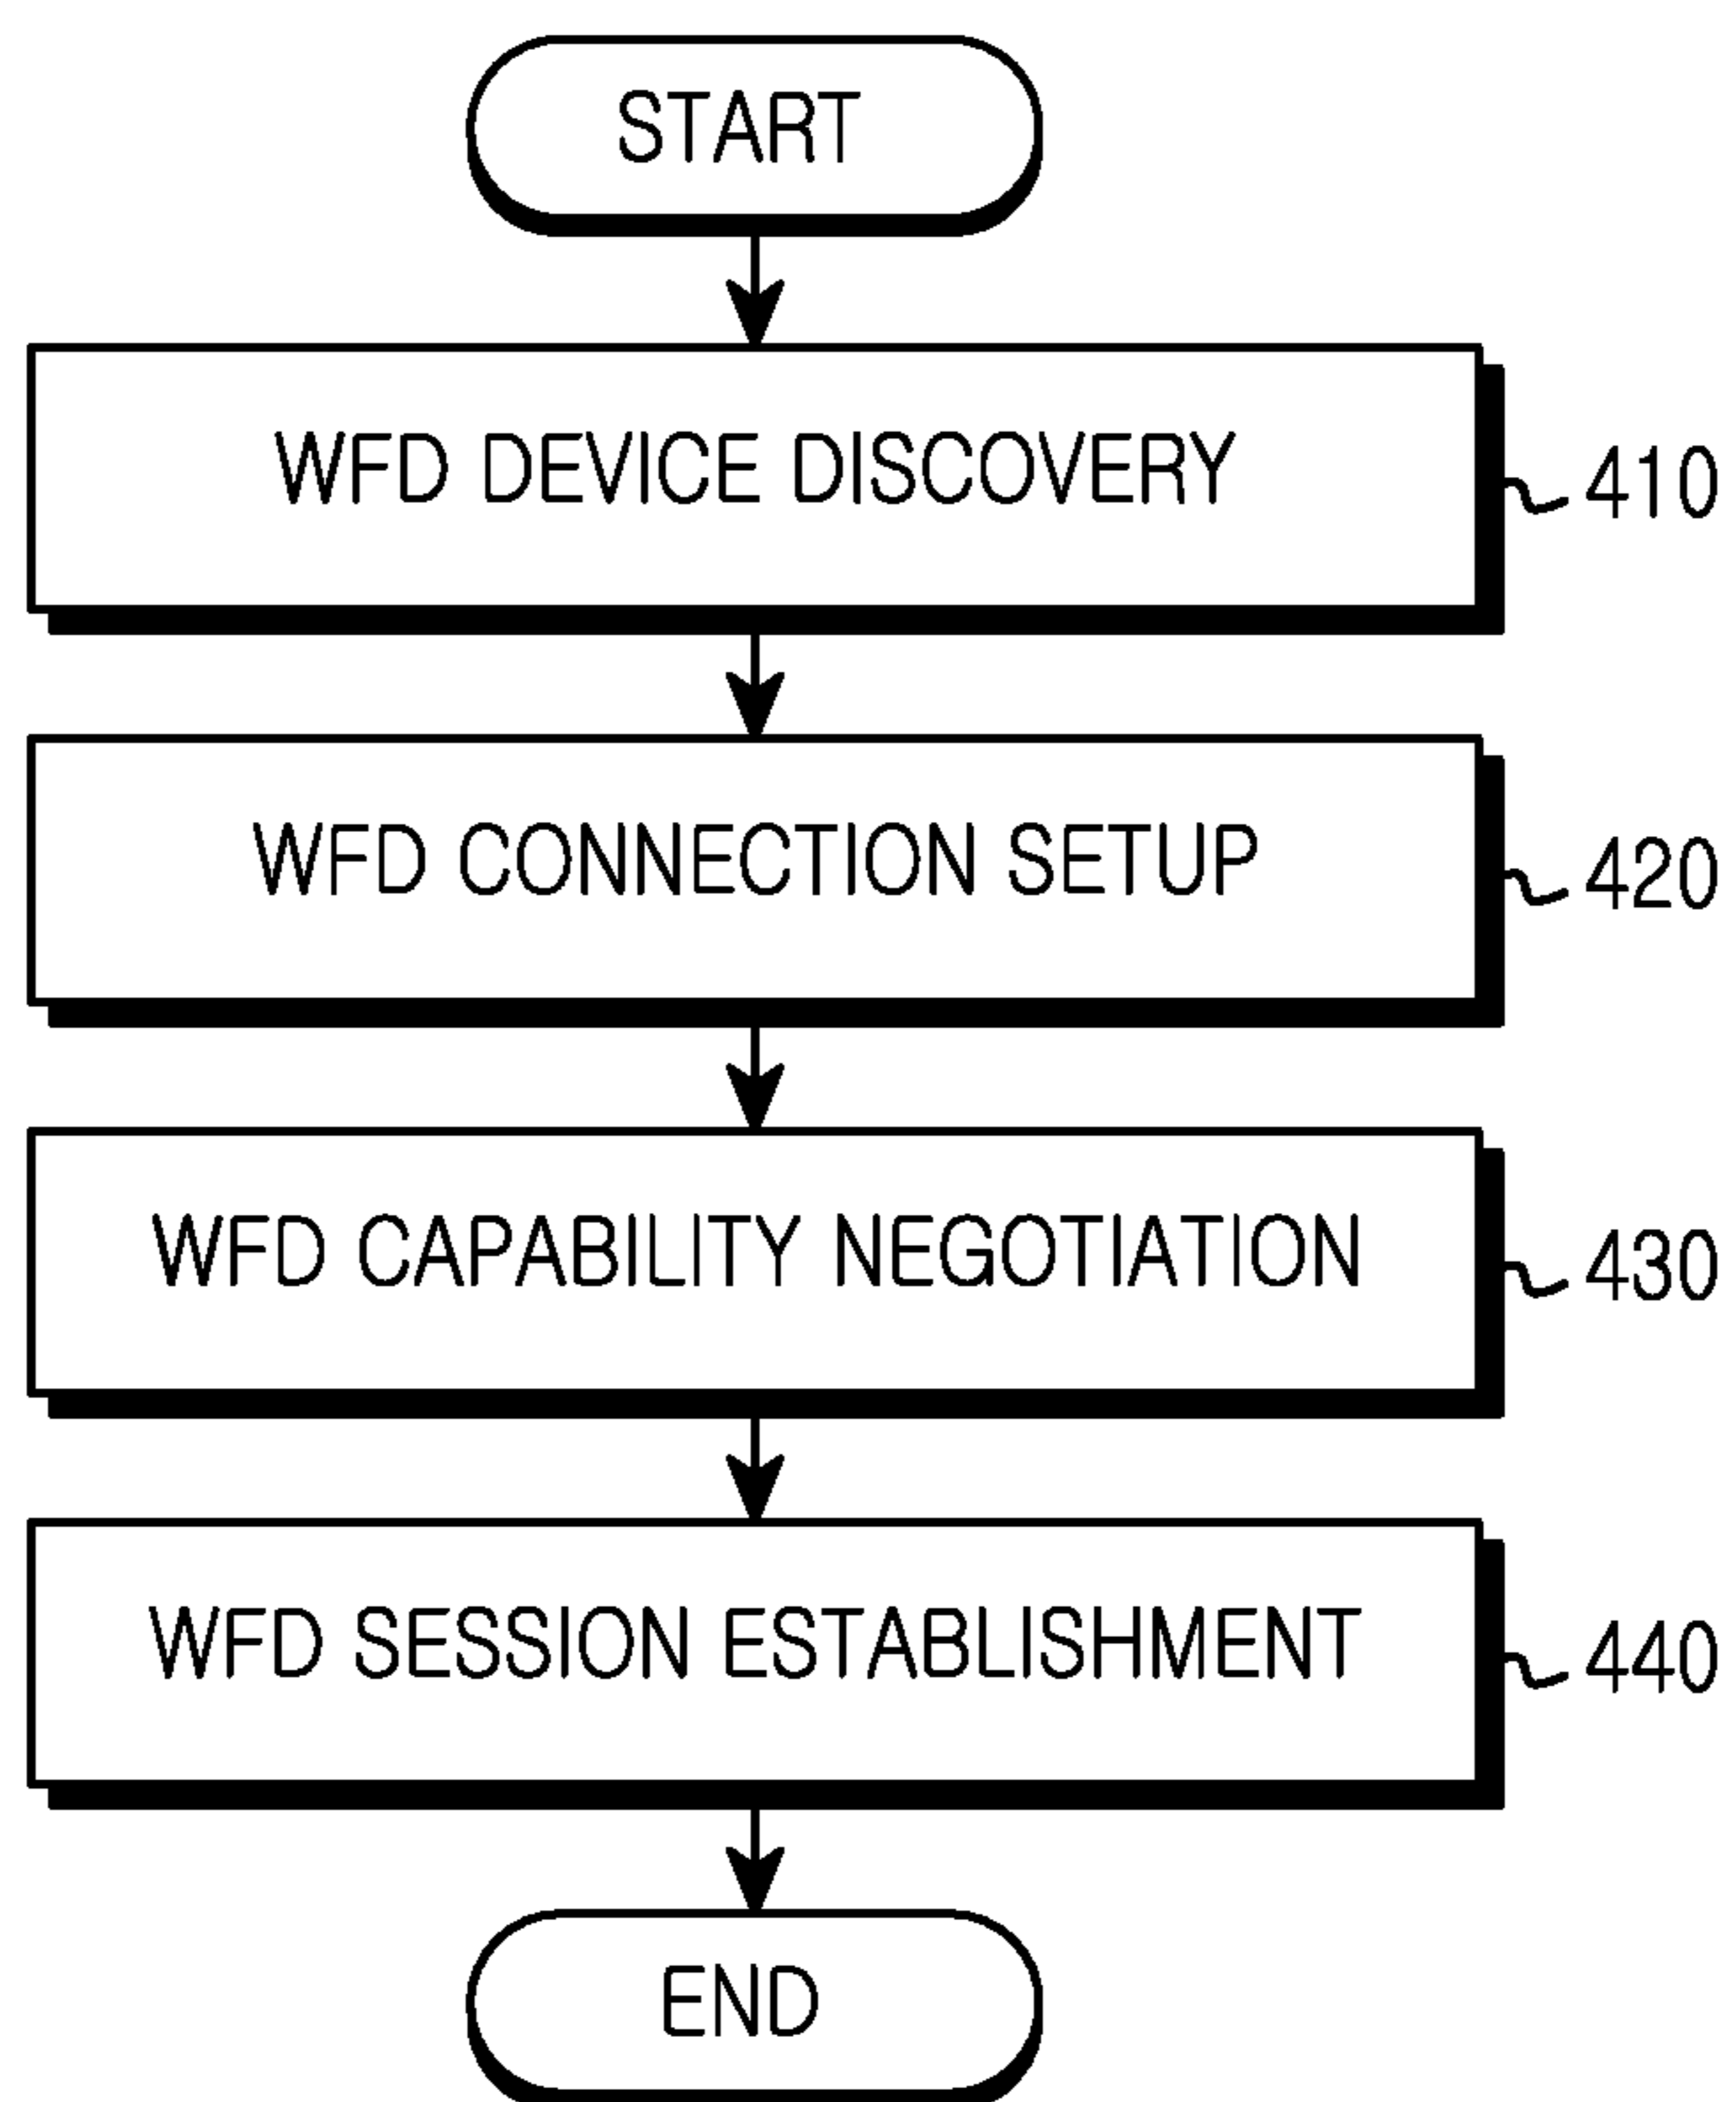 START
WFD DEVICE DISCOVERY
410
WFD CONNECTION SETUP
420
WFD CAPABILITY NEGOTIATION
430
WFD SESSION ESTABLISHMENT
440
END